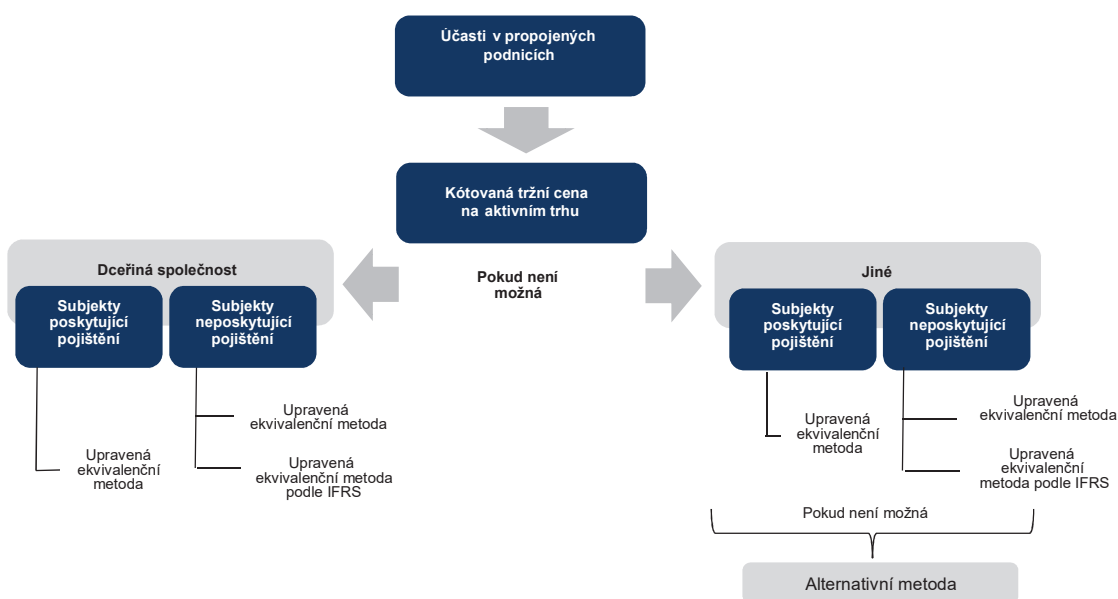 Účasti v propojených
podnicích
Kótovaná tržní cena
na aktivním trhu
Dceřiná společnost
Pokud není
možná
Jiné
Subjekty
poskytující
pojištění
Subjekty
neposkytující
pojištění
Subjekty
poskytující
pojištění
Subjekty
neposkytující
pojištění
Upravená
ekvivalenční
metoda
Upravená
ekvivalenční metoda
Upravená
ekvivalenční metoda
podle IFRS
Upravená
ekvivalenční
metoda
Upravená
ekvivalenční metoda
Upravená
ekvivalenční
metoda podle IFRS
Pokud není možná
Alternativní metoda